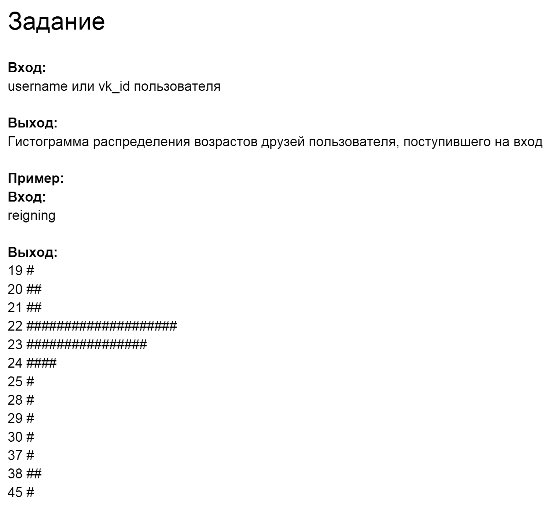 Задание
Вход:
username или vk_id пользователя
Выход:
Гистограмма распределения возрастов друзей пользователя, поступившего на вход
Пример:
Вход:
reigning
Выход:
19 #
20 ##
21 ##
22 ####################
23 ################
24 ####
25 #
28 #
29 #
30 #
37 #
38 ##
45 #